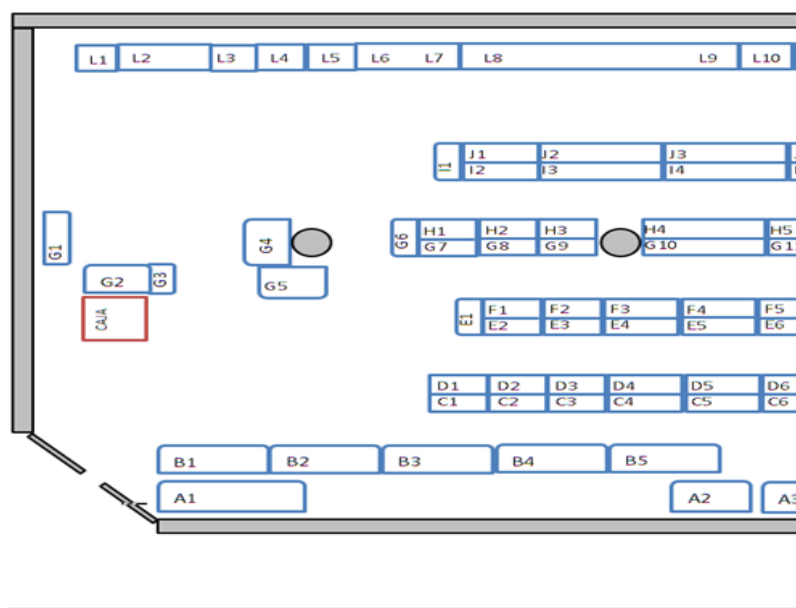 L1 L2 L3 L4 L5 L6 L7 L8 L9 L10
J1 J2 J3
I1 I2 I3 I4
H1 H2 H3 H4 H5
G1 G4 G6 G7 G8 G9 G10
G2 G3
G5
CAJA
F1 F2 F3 F4 F5
E1 E2 E3 E4 E5 E6
D1 D2 D3 D4 D5 D6
C1 C2 C3 C4 C5 C6
B1 B2 B3 B4 B5
A1 A2